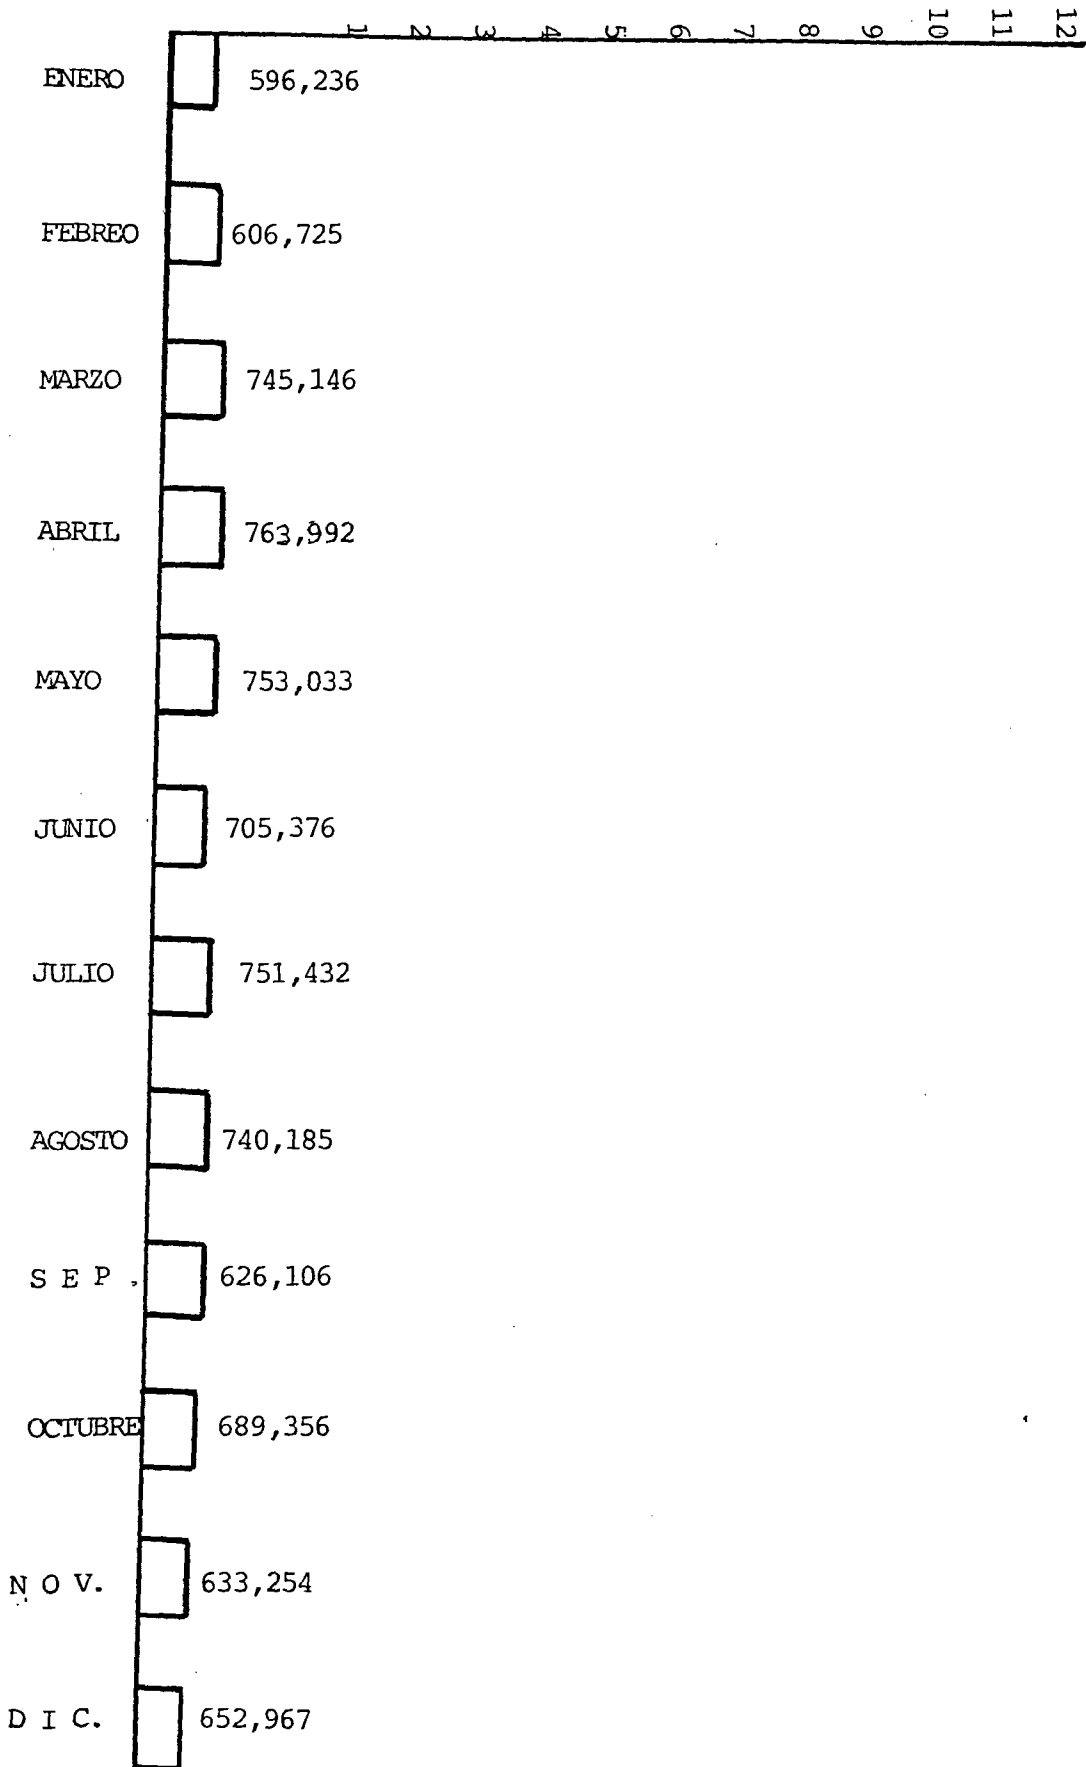 1 2 3 4 5 6 7 8 9 10 11 12
ENERO 596,236
FEBREO 606,725
MARZO 745,146
ABRIL 763,992
MAYO 753,033
JUNIO 705,376
JULIO 751,432
AGOSTO 740,185
S E P . 626,106
OCTUBRE 689,356
N O V. 633,254
D I C. 652,967